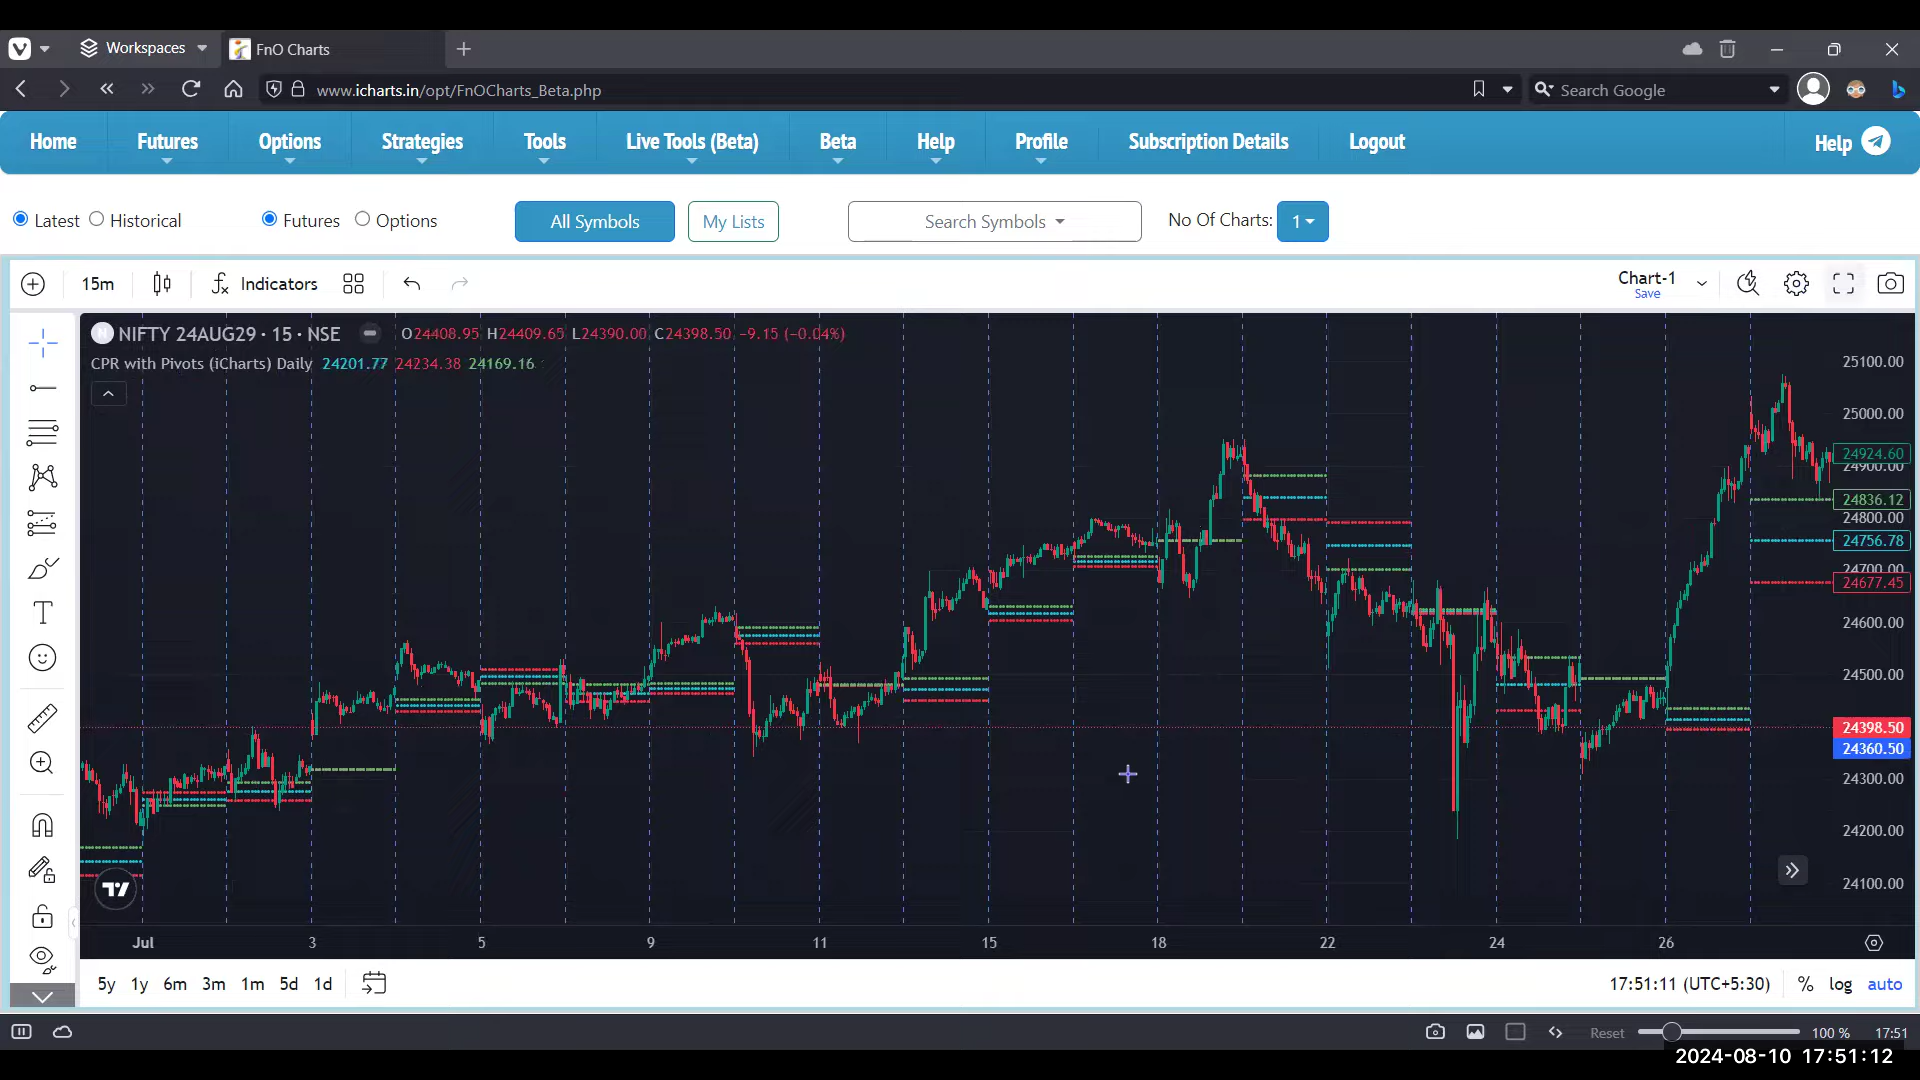 Workspaces
FnO Charts
www.icharts.in/opt/FnOCharts_Beta.php
Search Google
Home Futures Options Strategies Tools Live Tools (Beta) Beta Help Profile Subscription Details Logout Help
Latest Historical Futures Options All Symbols My Lists Search Symbols No Of Charts: 1
15m Indicators Chart-1
Save
NIFTY 24AUG29 · 15 · NSE O24408.95 H24409.65 L24390.00 C24398.50 −9.15 (−0.04%)
CPR with Pivots (iCharts) Daily 24201.77 24234.38 24169.16
25100.00
25000.00
24924.60
24900.00
24836.12
24800.00
24756.78
24700.00
24677.45
24600.00
24500.00
24398.50
24360.50
24300.00
24200.00
24100.00
Jul 3 5 9 11 15 18 22 24 26
5y 1y 6m 3m 1m 5d 1d 17:51:11 (UTC+5:30) % log auto
Reset 100 % 17:51
2024-08-10 17:51:12